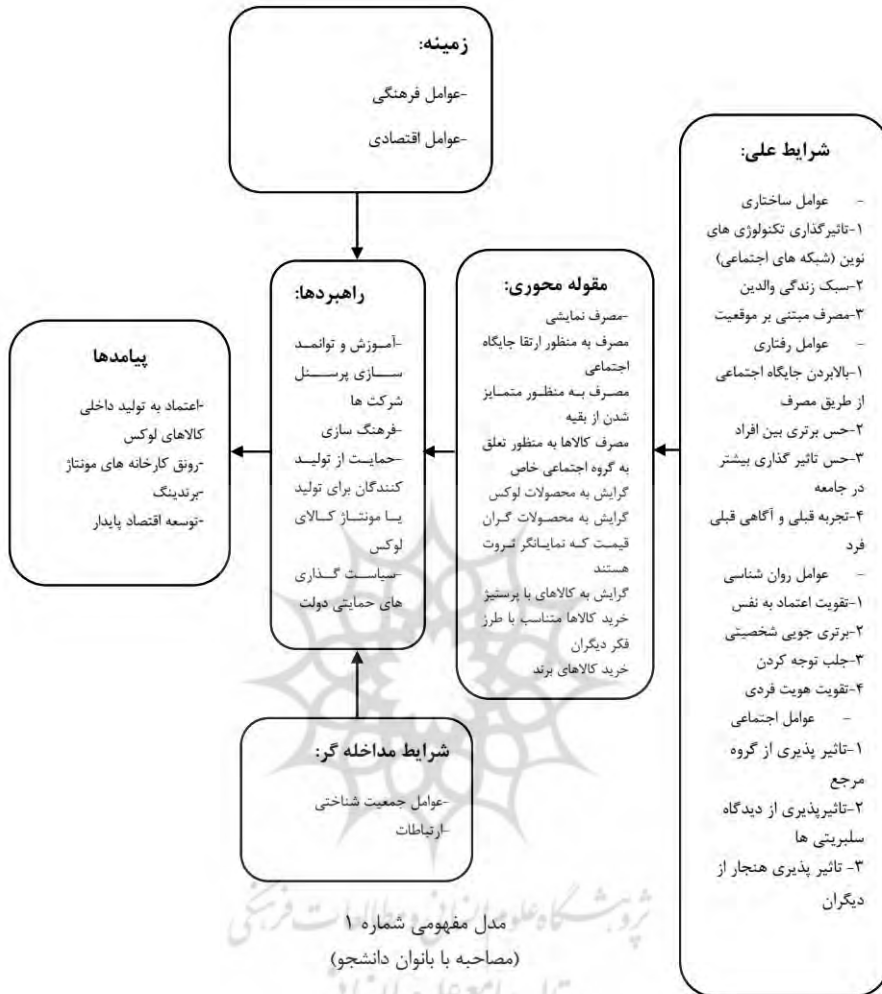 زمینه:
-عوامل فرهنگی
-عوامل اقتصادی
شرایط علی:
- عوامل ساختاری
۱-تاثیرگذاری تکنولوژی های
نوین (شبکه های اجتماعی)
۲-سبک زندگی والدین
۳-مصرف مبتنی بر موقعیت
- عوامل رفتاری
۱-بالابردن جایگاه اجتماعی
از طریق مصرف
۲-حس برتری بین افراد
۳-حس تاثیر گذاری بیشتر
در جامعه
۴-تجربه قبلی و آگاهی قبلی
فرد
- عوامل روان شناسی
۱-تقویت اعتماد به نفس
۲-برتری جویی شخصیتی
۳-جلب توجه کردن
۴-تقویت هویت فردی
- عوامل اجتماعی
۱-تاثیر پذیری از گروه
مرجع
۲-تاثیرپذیری از دیدگاه
سلبریتی ها
۳- تاثیر پذیری هنجار از
دیگران
مقوله محوری:
-مصرف نمایشی
مصرف به منظور ارتقا جایگاه
اجتماعی
مصرف به منظور متمایز
شدن از بقیه
مصرف کالاها به منظور تعلق
به گروه اجتماعی خاص
گرایش به محصولات لوکس
گرایش به محصولات گران
قیمت که نمایانگر ثروت
هستند
گرایش به کالاهای با پرستیژ
خرید کالاها متناسب با طرز
فکر دیگران
خرید کالاهای برند
راهبردها:
-آموزش و توانمد
سازی پرسنل
شرکت ها
-فرهنگ سازی
-حمایت از تولید
کنندگان برای تولید
یا مونتاژ کالای
لوکس
-سیاست گذاری
های حمایتی دولت
پیامدها
-اعتماد به تولید داخلی
کالاهای لوکس
-رونق کارخانه های مونتاژ
-برندینگ
-توسعه اقتصاد پایدار
شرایط مداخله گر:
-عوامل جمعیت شناختی
-ارتباطات
پژوهشگاه علوم انسانی و مطالعات فرهنگی
مدل مفهومی شماره ۱
(مصاحبه با بانوان دانشجو)